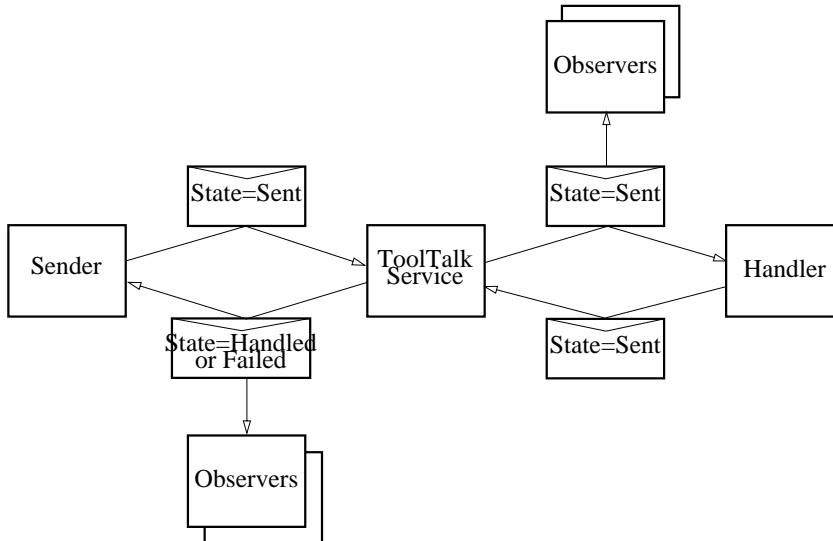 Observers
State=Sent
State=Sent
Sender
ToolTalk
Service
Handler
State=Handled
or Failed
State=Sent
Observers